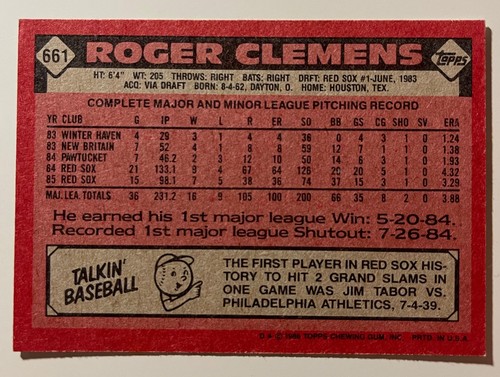 661 ROGER CLEMENS topps
HT: 6'4" WT: 205 THROWS: RIGHT BATS: RIGHT DRFT: RED SOX #1-JUNE, 1983
ACQ: VIA DRAFT BORN: 8-4-62, DAYTON, O. HOME: HOUSTON, TEX.
COMPLETE MAJOR AND MINOR LEAGUE PITCHING RECORD
YR CLUB G IP W L R ER SO BB GS CG SHO SV ERA
83 WINTER HAVEN 4 29 3 1 4 4 36 0 4 3 1 0 1.24
83 NEW BRITAIN 7 52 4 1 8 8 59 12 7 1 1 0 1.38
84 PAWTUCKET 7 46.2 2 3 12 10 50 14 6 3 1 0 1.93
84 RED SOX 21 133.1 9 4 67 64 126 29 20 5 1 0 4.32
85 RED SOX 15 98.1 7 5 38 36 74 37 15 3 1 0 3.29
MAJ. LEA. TOTALS 36 231.2 16 9 105 100 200 66 35 8 2 0 3.88
He earned his 1st major league Win: 5-20-84.
Recorded 1st major league Shutout: 7-26-84.
TALKIN'
BASEBALL
THE FIRST PLAYER IN RED SOX HIS-
TORY TO HIT 2 GRAND SLAMS IN
ONE GAME WAS JIM TABOR VS.
PHILADELPHIA ATHLETICS, 7-4-39.
© 1986 TOPPS CHEWING GUM, INC. PRTD. IN U.S.A.